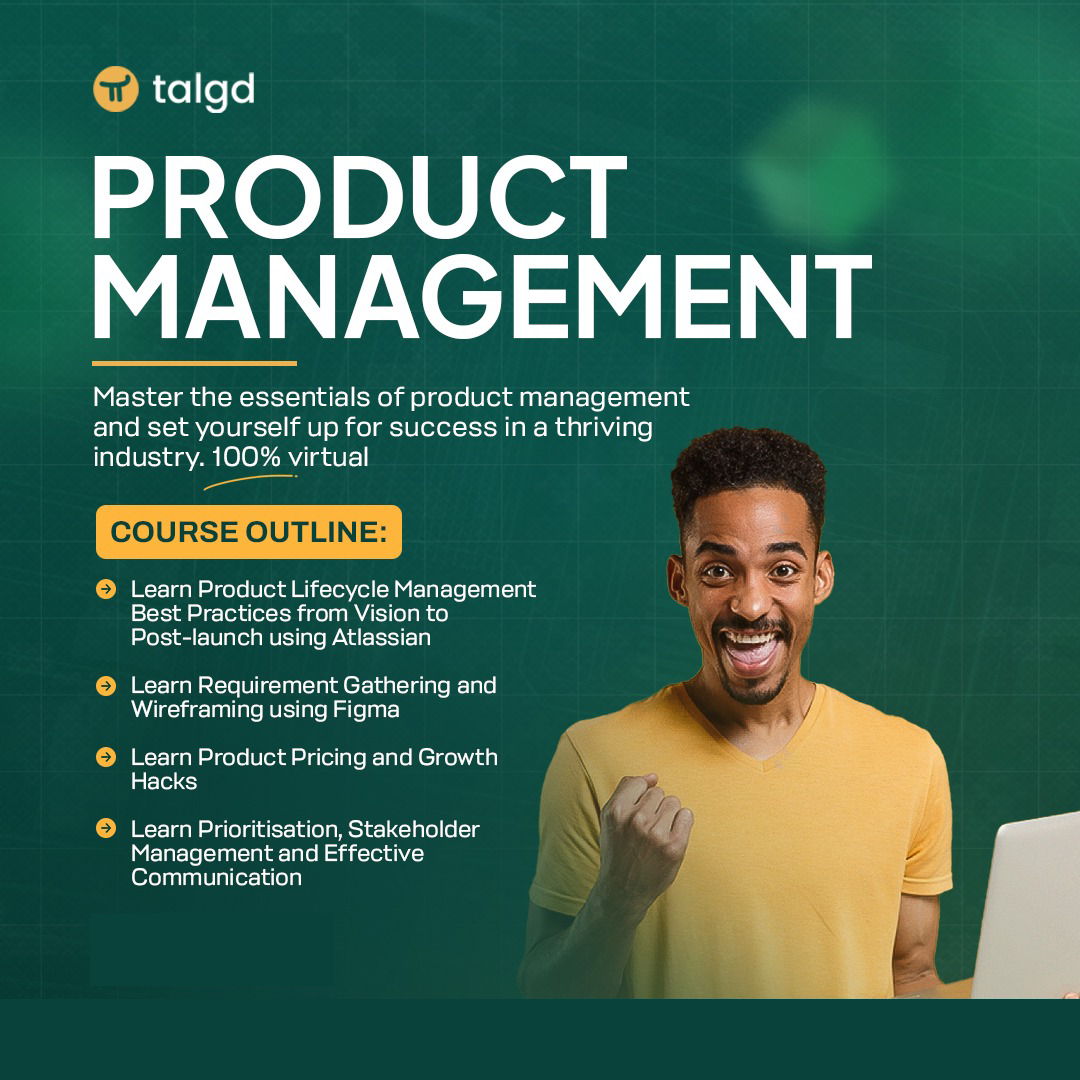 talgd
PRODUCT
MANAGEMENT
Master the essentials of product management
and set yourself up for success in a thriving
industry. 100% virtual
COURSE OUTLINE:
Learn Product Lifecycle Management
Best Practices from Vision to
Post-launch using Atlassian
Learn Requirement Gathering and
Wireframing using Figma
Learn Product Pricing and Growth
Hacks
Learn Prioritisation, Stakeholder
Management and Effective
Communication